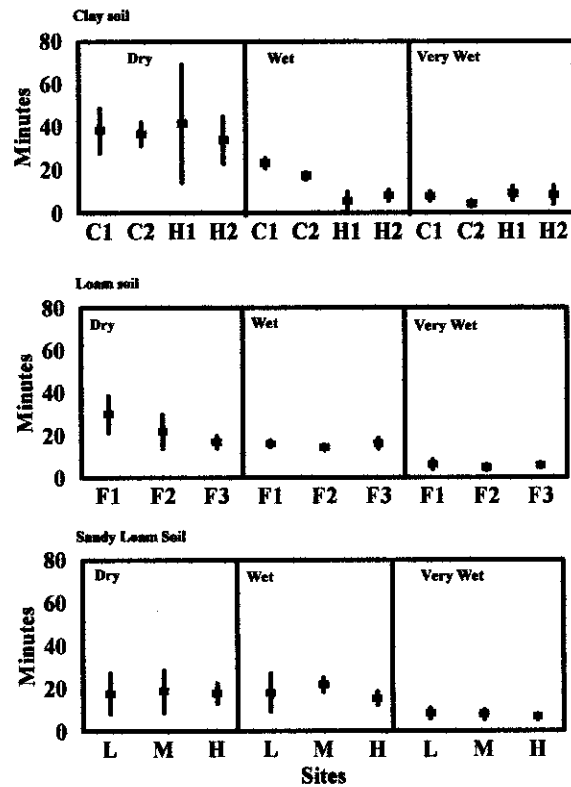 Clay soil
80
Dry Wet Very Wet
60
Minutes
40
20
0
C1 C2 H1 H2 C1 C2 H1 H2 C1 C2 H1 H2
Loam soil
80
Dry Wet Very Wet
60
Minutes
40
20
0
F1 F2 F3 F1 F2 F3 F1 F2 F3
Sandy Loam Soil
80
Dry Wet Very Wet
60
Minutes
40
20
0
L M H L M H L M H
Sites